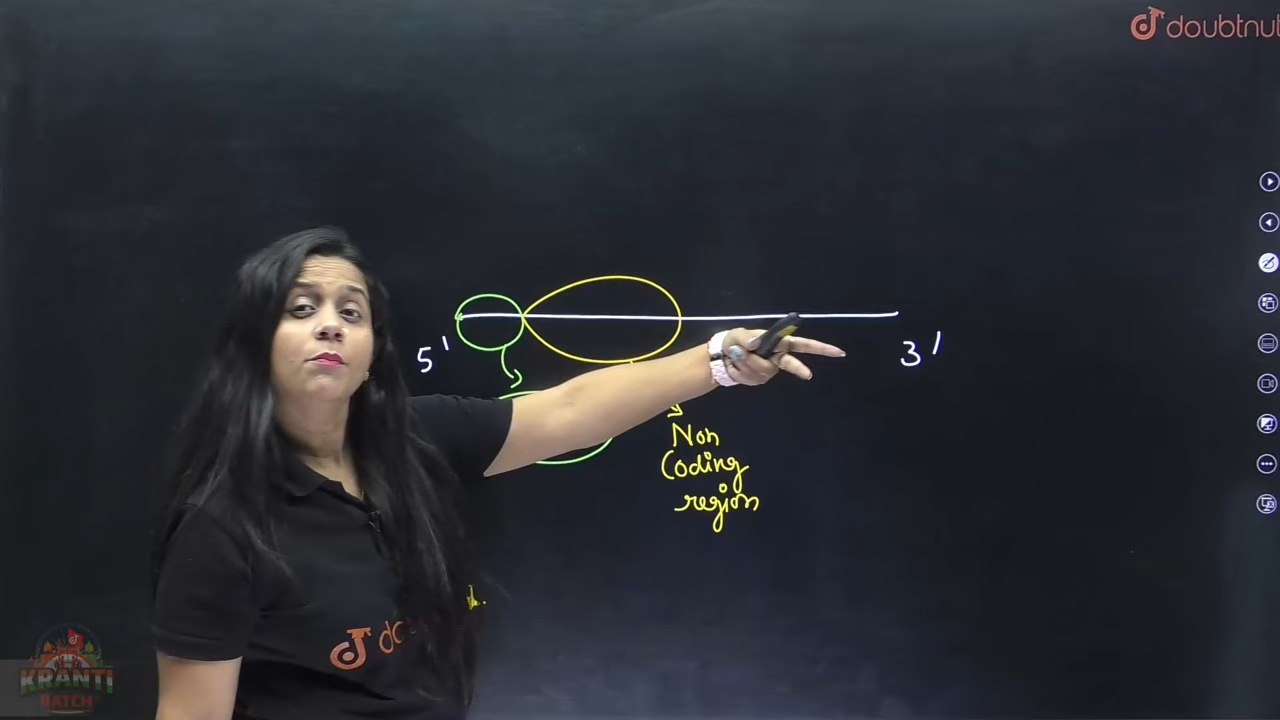 doubtnut
5'
3'
Non
Coding
region
KRANTI
BATCH